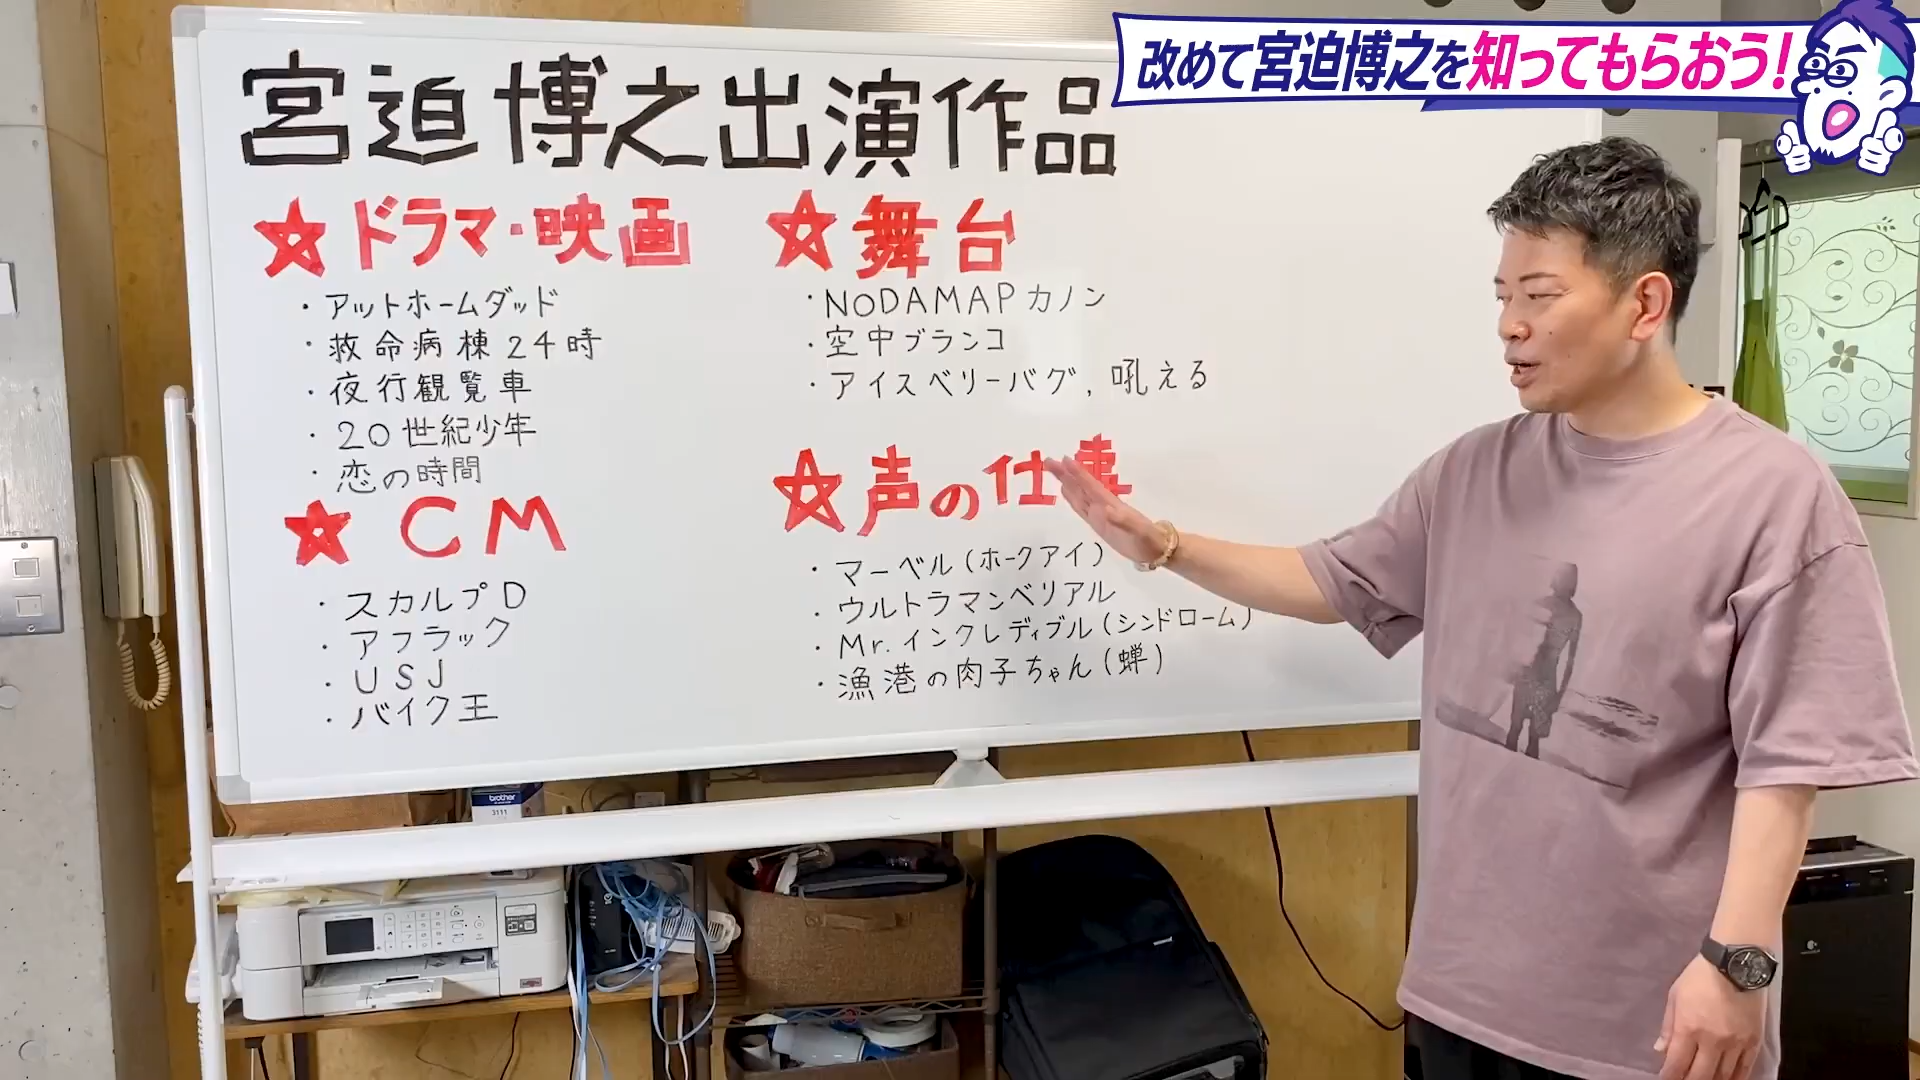 改めて宮迫博之を知ってもらおう!
宮迫博之出演作品
☆ドラマ・映画
・アットホームダッド
・救命病棟24時
・夜行観覧車
・20世紀少年
・恋の時間
☆CM
・スカルプD
・アフラック
・USJ
・バイク王
☆舞台
・NODAMAPカノン
・空中ブランコ
・アイスベリーバグ,吼える
☆声の仕事
・マーベル(ホークアイ)
・ウルトラマンベリアル
・Mr.インクレディブル(シンドローム)
・漁港の肉子ちゃん(蝉)
brother
3111